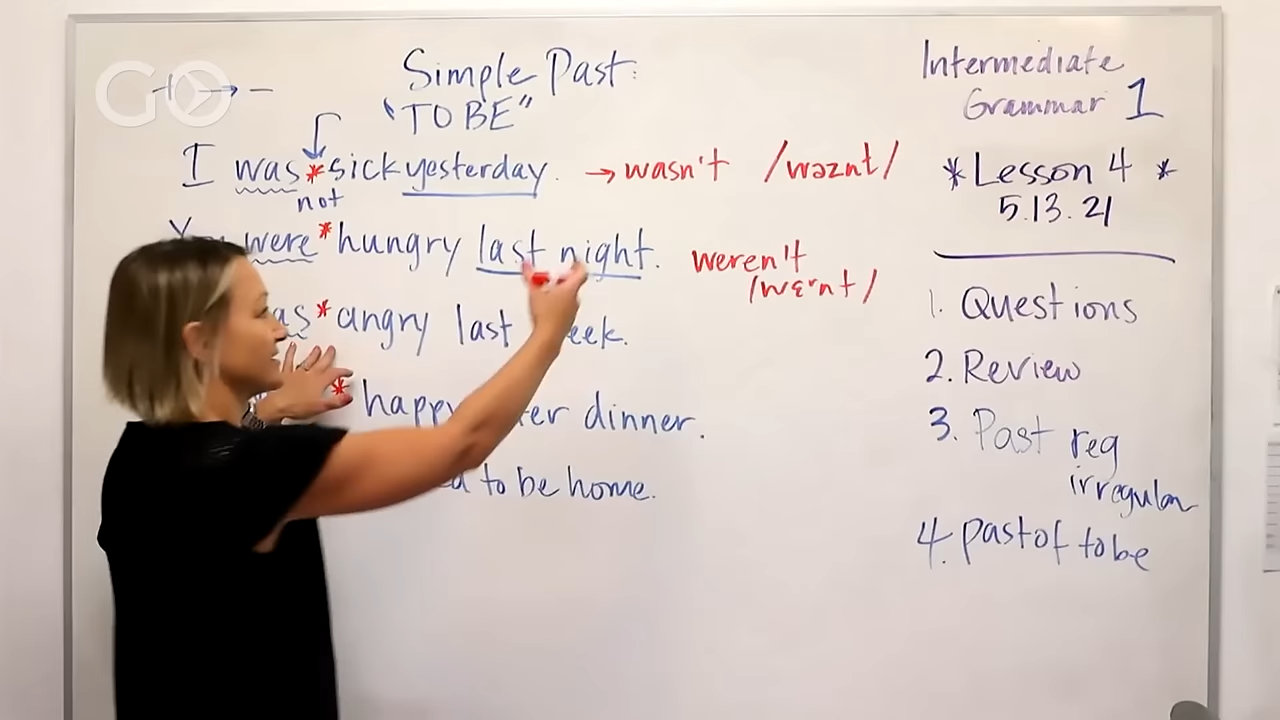 GO
+ → −
Simple Past:
"TO BE"
I was * sick yesterday. → wasn't /wəznt/
not
were * hungry last night. weren't
/wɛrnt/
* angry last
* happy dinner.
to be home.
Intermediate
Grammar 1
* Lesson 4 *
5.13.21
1. Questions
2. Review
3. Past reg
irregular
4. past of to be